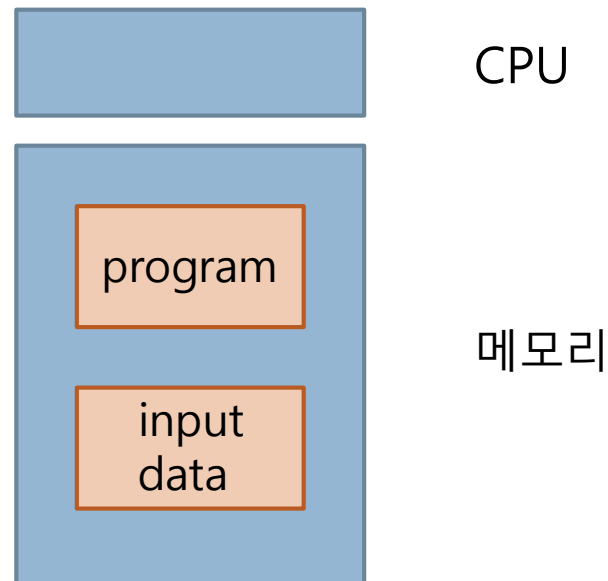 CPU
program
메모리
input
data